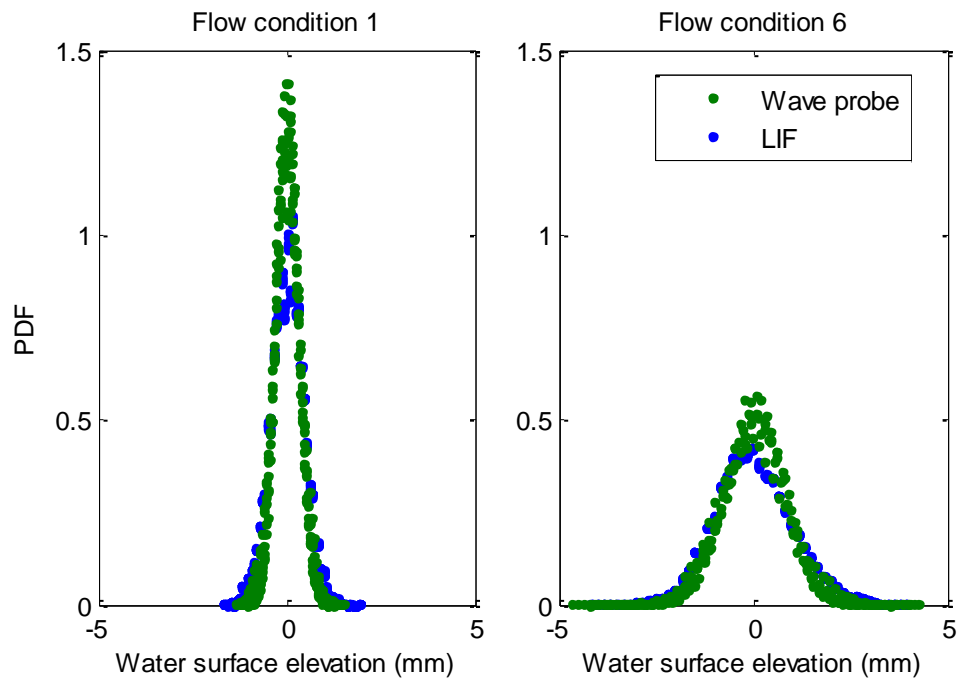 Flow condition 1
Flow condition 6
1.5
1
0.5
0
-5
0
5
PDF
Water surface elevation (mm)
1.5
1
0.5
0
-5
0
5
Wave probe
LIF
Water surface elevation (mm)